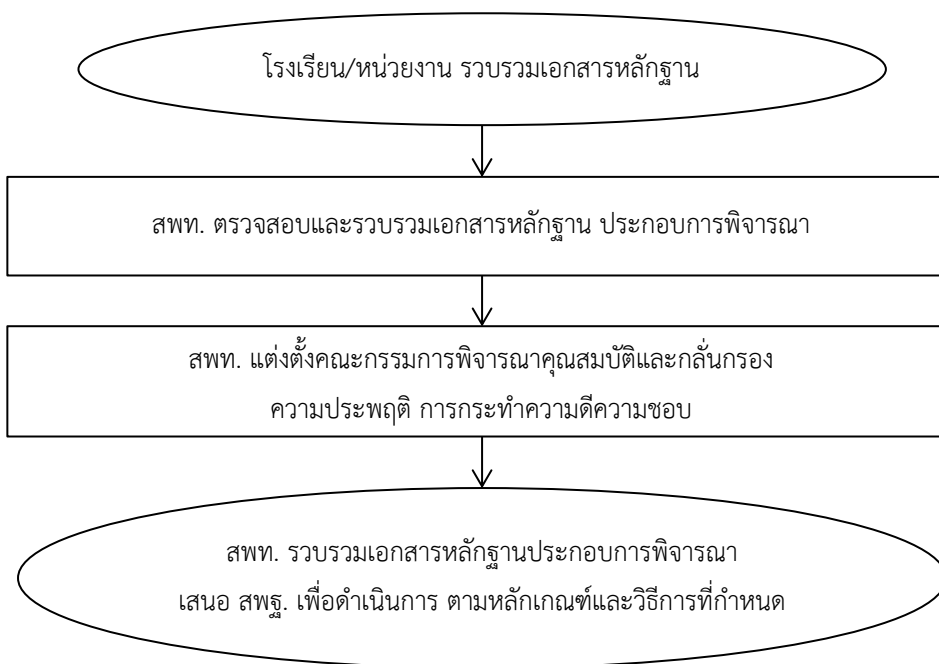 โรงเรียน/หน่วยงาน รวบรวมเอกสารหลักฐาน
สพท. ตรวจสอบและรวบรวมเอกสารหลักฐาน ประกอบการพิจารณา
สพท. แต่งตั้งคณะกรรมการพิจารณาคุณสมบัติและกลั่นกรอง
ความประพฤติ การกระทำความดีความชอบ
สพท. รวบรวมเอกสารหลักฐานประกอบการพิจารณา
เสนอ สพฐ. เพื่อดำเนินการ ตามหลักเกณฑ์และวิธีการที่กำหนด